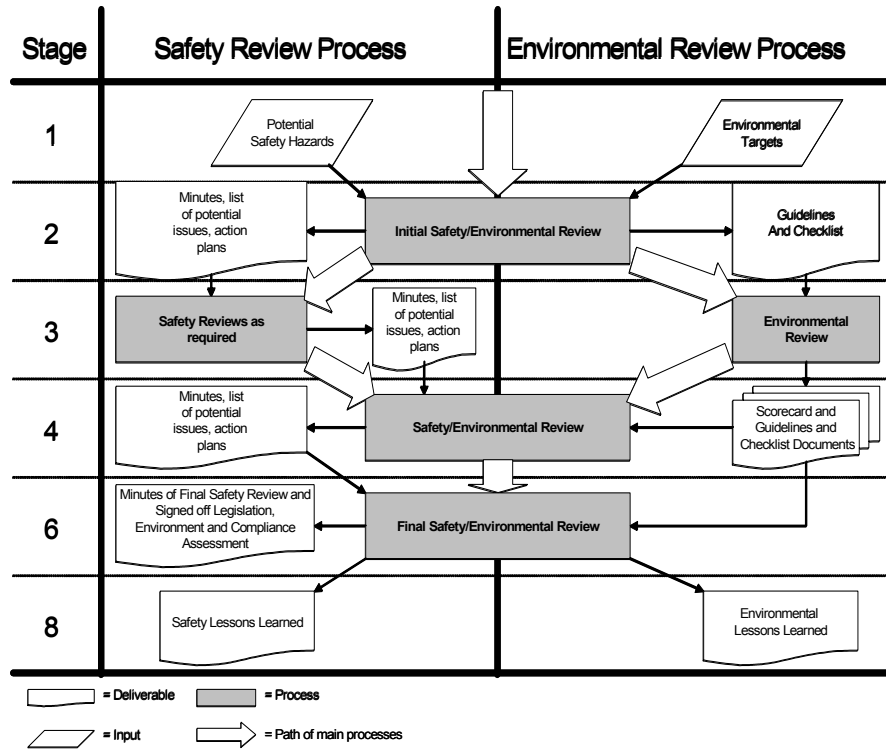 Stage
Safety Review Process
Environmental Review Process
1
Potential
Safety Hazards
Environmental
Targets
2
Minutes, list
of potential
issues, action
plans
Initial Safety/Environmental Review
Guidelines
And Checklist
3
Safety Reviews as
required
Minutes, list
of potential
issues, action
plans
Environmental
Review
4
Minutes, list
of potential
issues, action
plans
Safety/Environmental Review
Scorecard and
Guidelines and
Checklist Documents
6
Minutes of Final Safety Review and
Signed off Legislation,
Environment and Compliance
Assessment
Final Safety/Environmental Review
8
Safety Lessons Learned
Environmental
Lessons Learned
= Deliverable
= Process
= Input
= Path of main processes